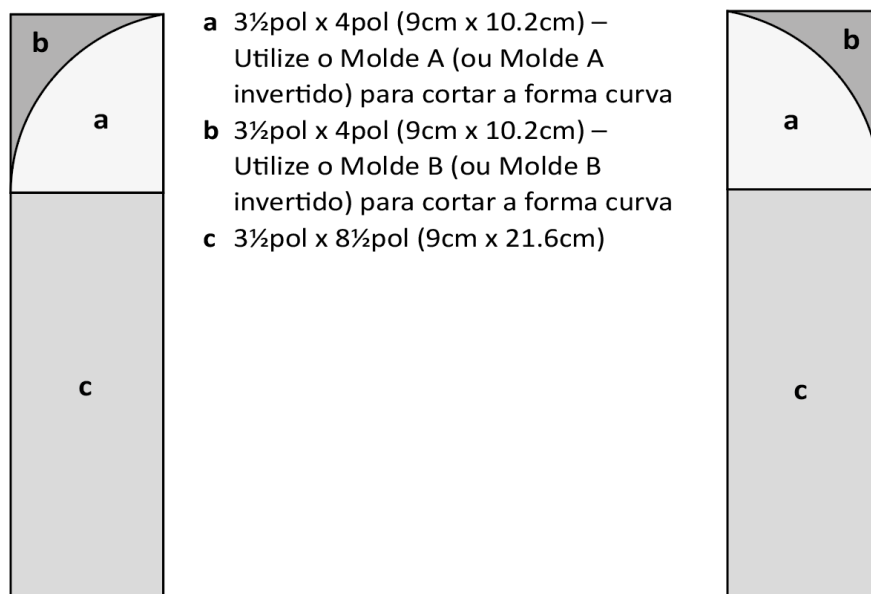 b
a
c
a 3½pol x 4pol (9cm x 10.2cm) –
Utilize o Molde A (ou Molde A
invertido) para cortar a forma curva
b 3½pol x 4pol (9cm x 10.2cm) –
Utilize o Molde B (ou Molde B
invertido) para cortar a forma curva
c 3½pol x 8½pol (9cm x 21.6cm)
b
a
c